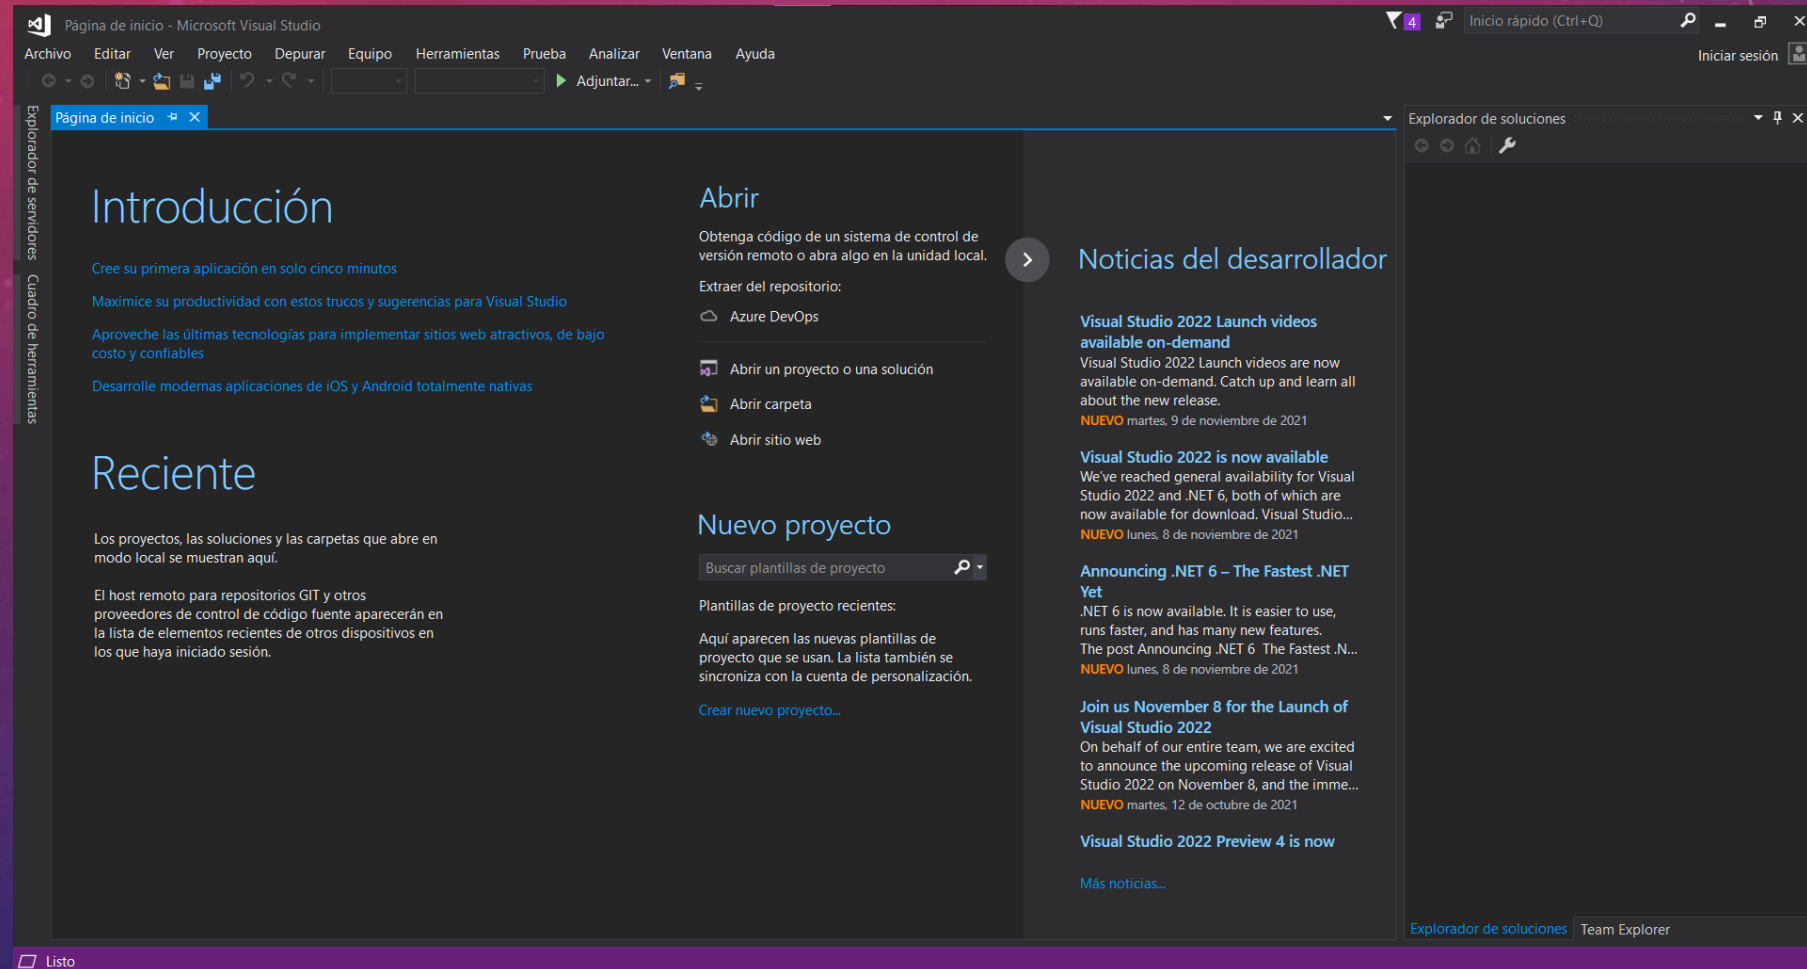 Página de inicio - Microsoft Visual Studio
4
Inicio rápido (Ctrl+Q)
Archivo Editar Ver Proyecto Depurar Equipo Herramientas Prueba Analizar Ventana Ayuda
Iniciar sesión
Adjuntar...
Explorador de servidores
Cuadro de herramientas
Página de inicio
Introducción
Cree su primera aplicación en solo cinco minutos
Maximice su productividad con estos trucos y sugerencias para Visual Studio
Aproveche las últimas tecnologías para implementar sitios web atractivos, de bajo
costo y confiables
Desarrolle modernas aplicaciones de iOS y Android totalmente nativas
Reciente
Los proyectos, las soluciones y las carpetas que abre en
modo local se muestran aquí.
El host remoto para repositorios GIT y otros
proveedores de control de código fuente aparecerán en
la lista de elementos recientes de otros dispositivos en
los que haya iniciado sesión.
Abrir
Obtenga código de un sistema de control de
versión remoto o abra algo en la unidad local.
Extraer del repositorio:
Azure DevOps
Abrir un proyecto o una solución
Abrir carpeta
Abrir sitio web
Nuevo proyecto
Buscar plantillas de proyecto
Plantillas de proyecto recientes:
Aquí aparecen las nuevas plantillas de
proyecto que se usan. La lista también se
sincroniza con la cuenta de personalización.
Crear nuevo proyecto...
Noticias del desarrollador
Visual Studio 2022 Launch videos
available on-demand
Visual Studio 2022 Launch videos are now
available on-demand. Catch up and learn all
about the new release.
NUEVO martes, 9 de noviembre de 2021
Visual Studio 2022 is now available
We've reached general availability for Visual
Studio 2022 and .NET 6, both of which are
now available for download. Visual Studio...
NUEVO lunes, 8 de noviembre de 2021
Announcing .NET 6 – The Fastest .NET
Yet
.NET 6 is now available. It is easier to use,
runs faster, and has many new features.
The post Announcing .NET 6 The Fastest .N...
NUEVO lunes, 8 de noviembre de 2021
Join us November 8 for the Launch of
Visual Studio 2022
On behalf of our entire team, we are excited
to announce the upcoming release of Visual
Studio 2022 on November 8, and the imme...
NUEVO martes, 12 de octubre de 2021
Visual Studio 2022 Preview 4 is now
Más noticias...
Explorador de soluciones
Explorador de soluciones Team Explorer
Listo